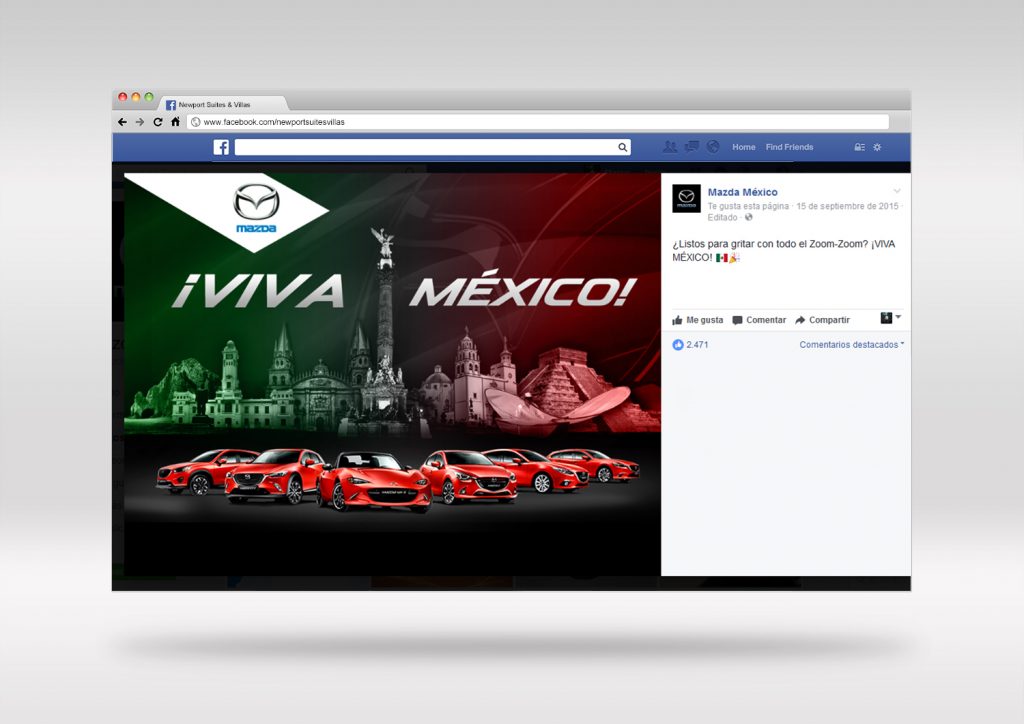 Newport Suites & Villas
www.facebook.com/newportsuitesvillas
Home Find Friends
mazda
¡VIVA MÉXICO!
Mazda México
Te gusta esta página · 15 de septiembre de 2015 ·
Editado ·
¿Listos para gritar con todo el Zoom-Zoom? ¡VIVA
MÉXICO! 🇲🇽🎉
Me gusta Comentar Compartir
2.471 Comentarios destacados